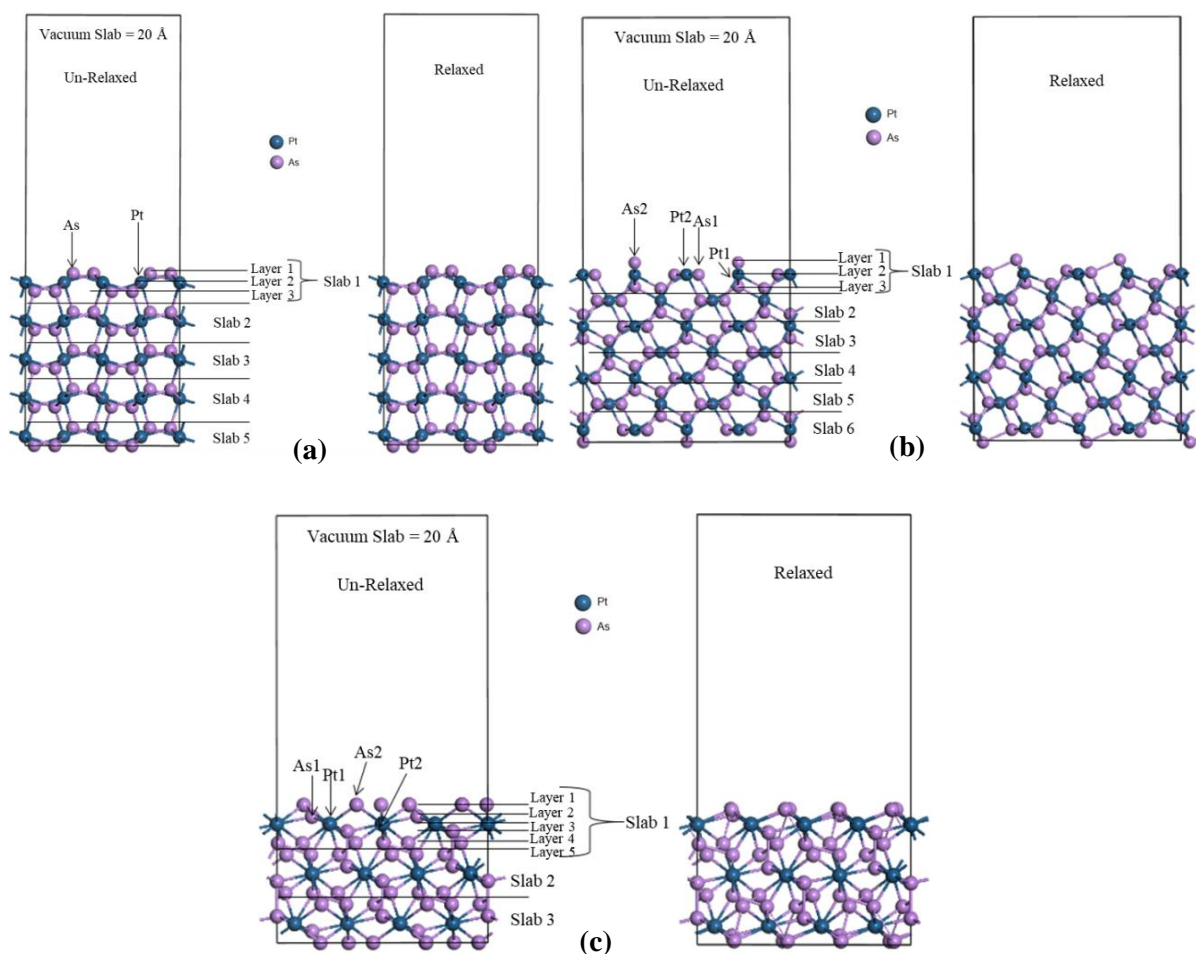 Vacuum Slab = 20 Å
Un-Relaxed
Relaxed
Pt
As
As
Pt
Layer 1
Layer 2
Layer 3
Slab 1
Slab 2
Slab 3
Slab 4
Slab 5
(a)
Vacuum Slab = 20 Å
Un-Relaxed
Relaxed
Pt
As
As2
Pt2
As1
Pt1
Layer 1
Layer 2
Layer 3
Slab 1
Slab 2
Slab 3
Slab 4
Slab 5
Slab 6
(b)
Vacuum Slab = 20 Å
Un-Relaxed
Relaxed
Pt
As
As1
Pt1
As2
Pt2
Layer 1
Layer 2
Layer 3
Layer 4
Layer 5
Slab 1
Slab 2
Slab 3
(c)